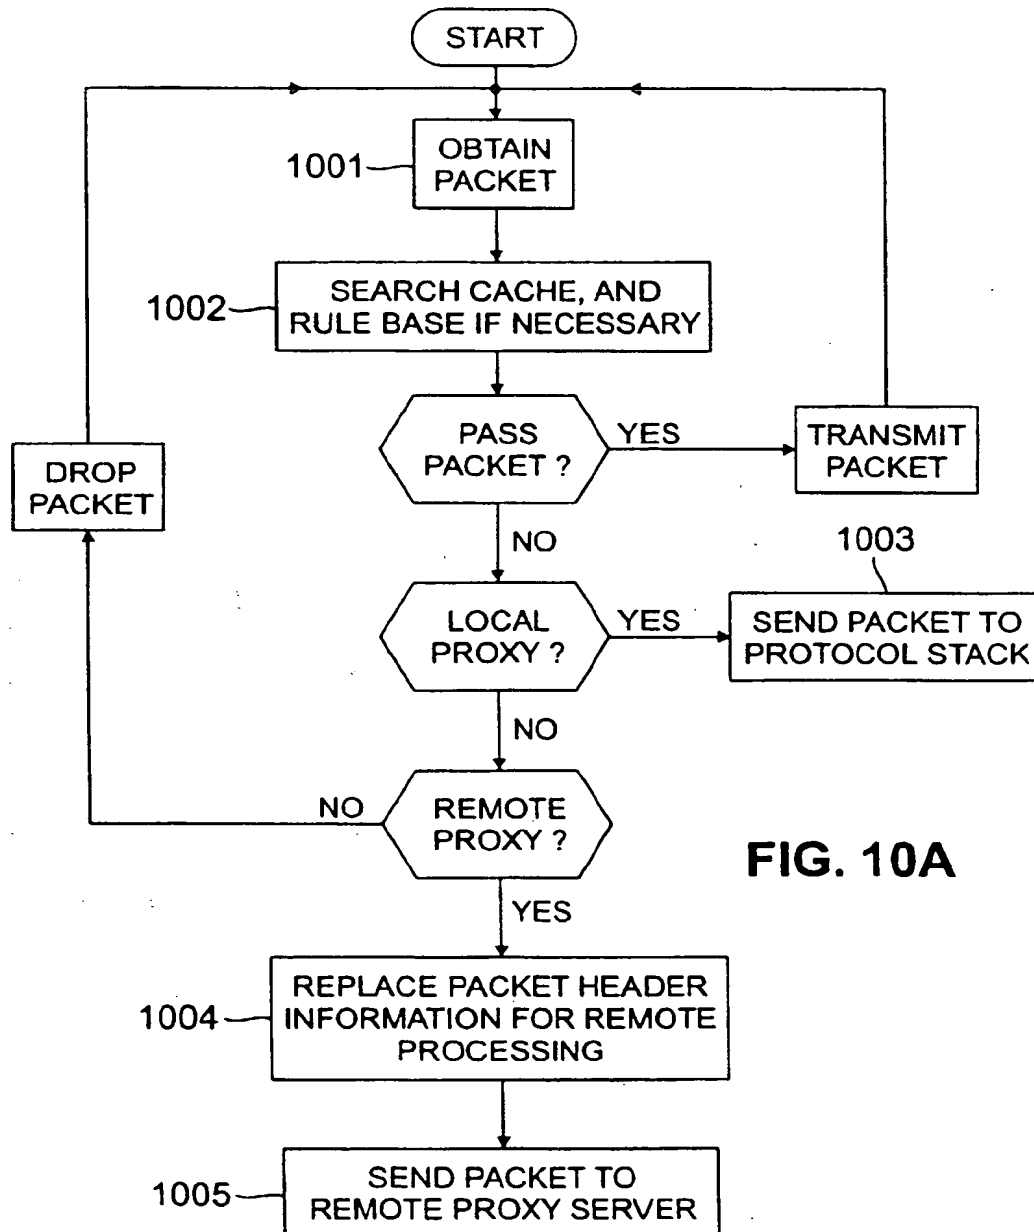 START
1001
OBTAIN
PACKET
1002
SEARCH CACHE, AND
RULE BASE IF NECESSARY
PASS
PACKET ?
YES
TRANSMIT
PACKET
DROP
PACKET
NO
1003
LOCAL
PROXY ?
YES
SEND PACKET TO
PROTOCOL STACK
NO
NO
REMOTE
PROXY ?
FIG. 10A
YES
1004
REPLACE PACKET HEADER
INFORMATION FOR REMOTE
PROCESSING
1005
SEND PACKET TO
REMOTE PROXY SERVER